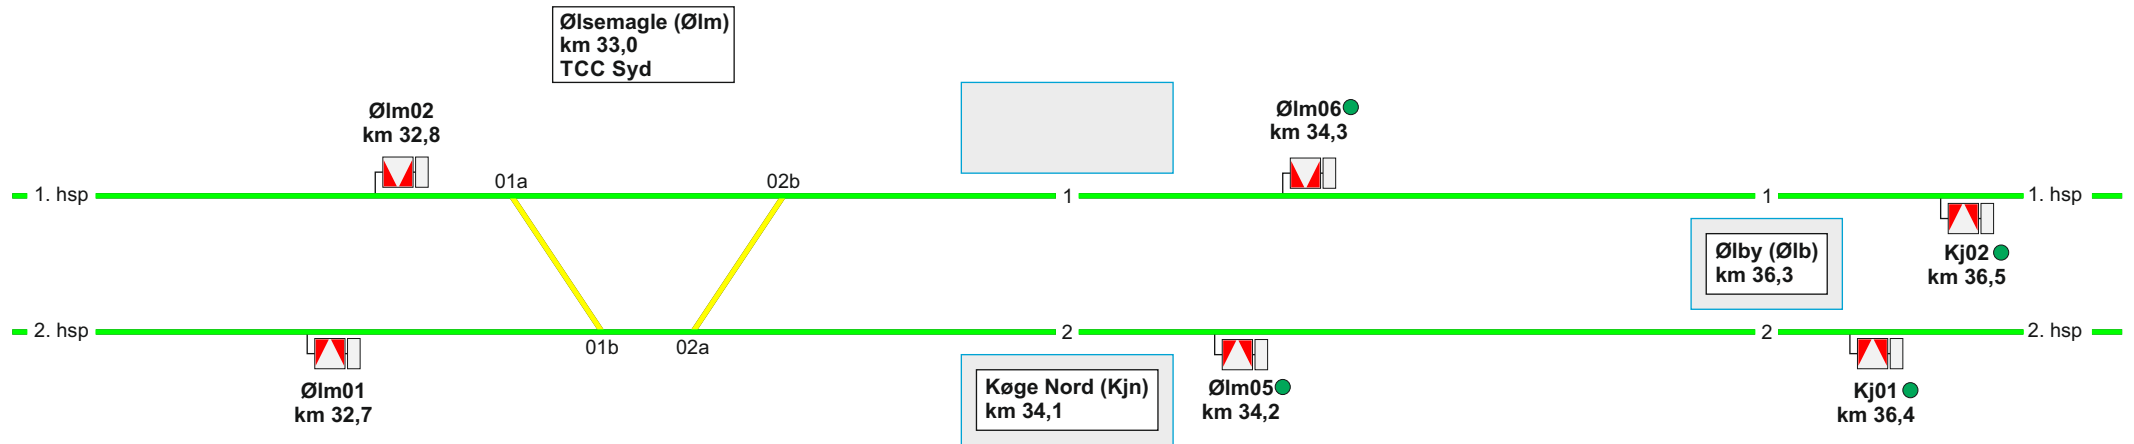 Ølsemagle (Ølm)
km 33,0
TCC Syd
Ølm02
km 32,8
Ølm06
km 34,3
01a
02b
1. hsp
1
1
1. hsp
Ølby (Ølb)
km 36,3
Kj02
km 36,5
2. hsp
2
2
2. hsp
01b
02a
Ølm01
km 32,7
Køge Nord (Kjn)
km 34,1
Ølm05
km 34,2
Kj01
km 36,4